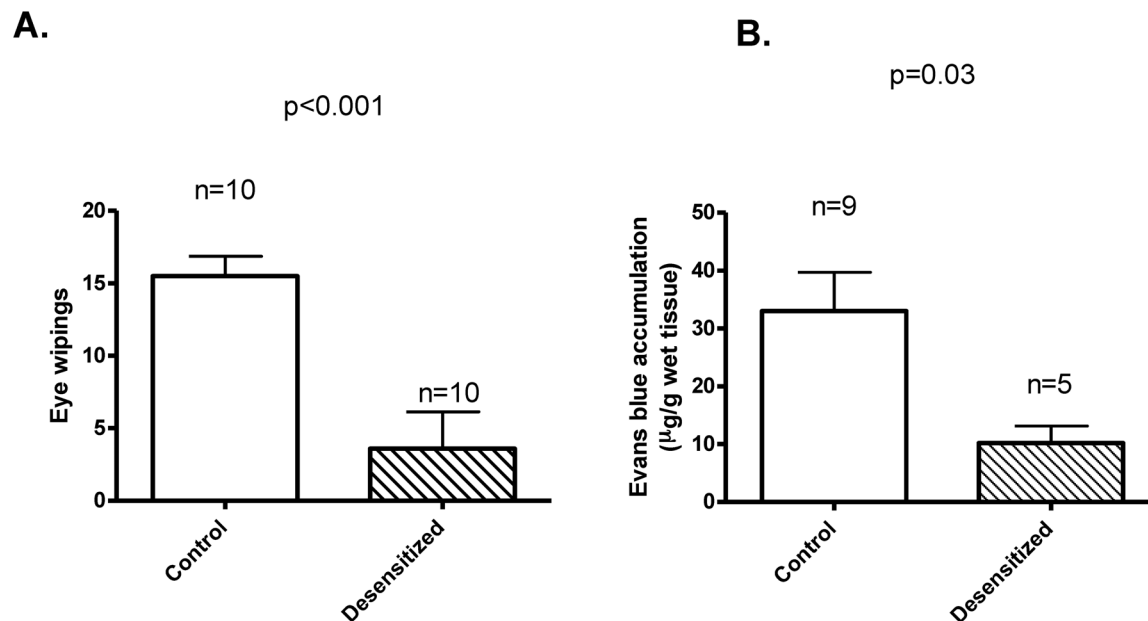 A.
p<0.001
n=10
n=10
20
15
10
5
0
Eye wipings
Control
Desensitized
B.
p=0.03
n=9
n=5
50
40
30
20
10
0
Evans blue accumulation
(μg/g wet tissue)
Control
Desensitized